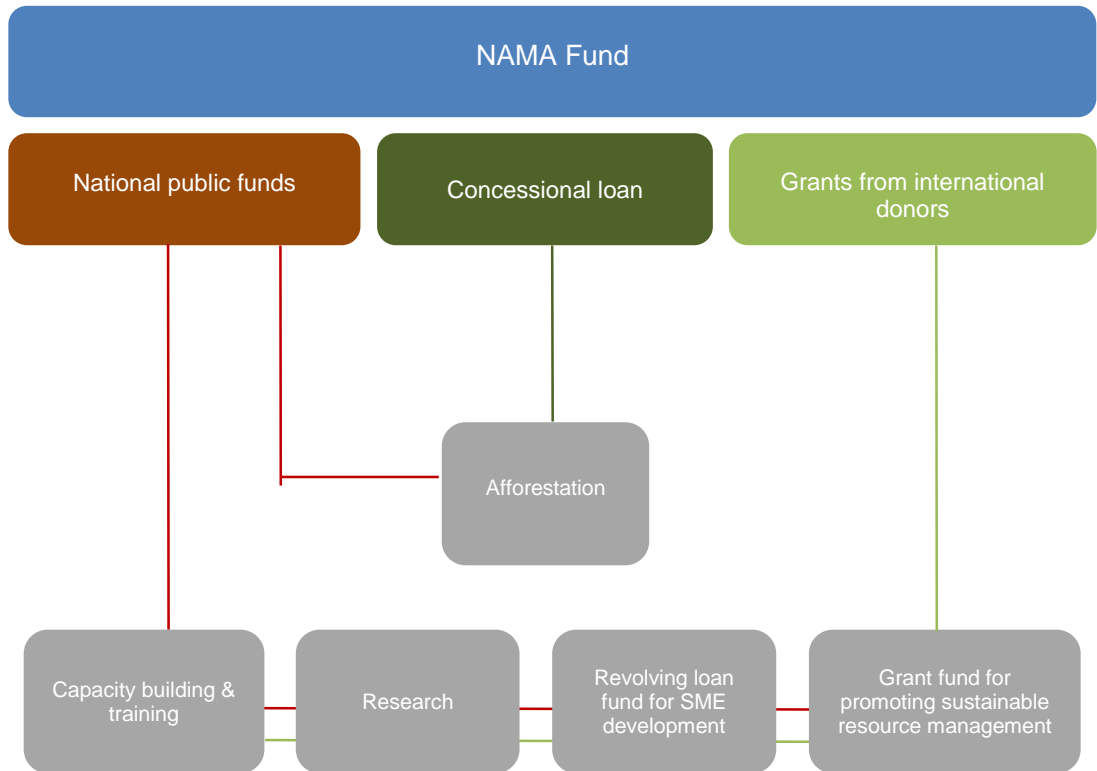 NAMA Fund
National public funds
Concessional loan
Grants from international
donors
Afforestation
Capacity building &
training
Research
Revolving loan
fund for SME
development
Grant fund for
promoting sustainable
resource management